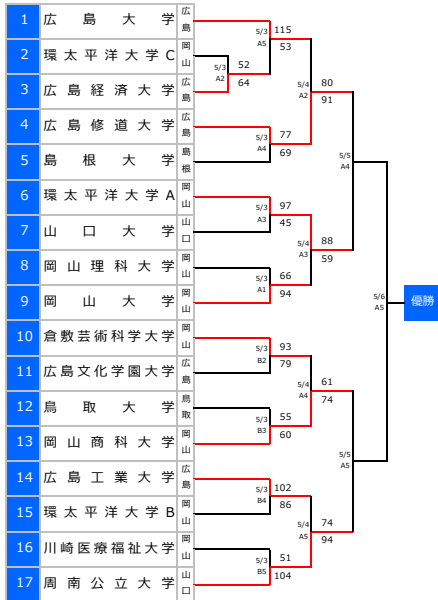 1 広島大学 広島
2 環太平洋大学C 岡山
3 広島経済大学 広島
4 広島修道大学 広島
5 島根大学 島根
6 環太平洋大学A 岡山
7 山口大学 山口
8 岡山理科大学 岡山
9 岡山大学 岡山
10 倉敷芸術科学大学 岡山
11 広島文化学園大学 広島
12 鳥取大学 鳥取
13 岡山商科大学 岡山
14 広島工業大学 広島
15 環太平洋大学B 岡山
16 川崎医療福祉大学 岡山
17 周南公立大学 山口
5/3 A2 52 64
5/3 A5 115 53
5/3 A4 77 69
5/3 A3 97 45
5/3 A1 66 94
5/3 B2 93 79
5/3 B3 55 60
5/3 B4 102 86
5/3 B5 51 104
5/4 A2 80 91
5/4 A3 88 59
5/4 A4 61 74
5/4 A5 74 94
5/5 A4
5/5 A5
5/6 A5
優勝